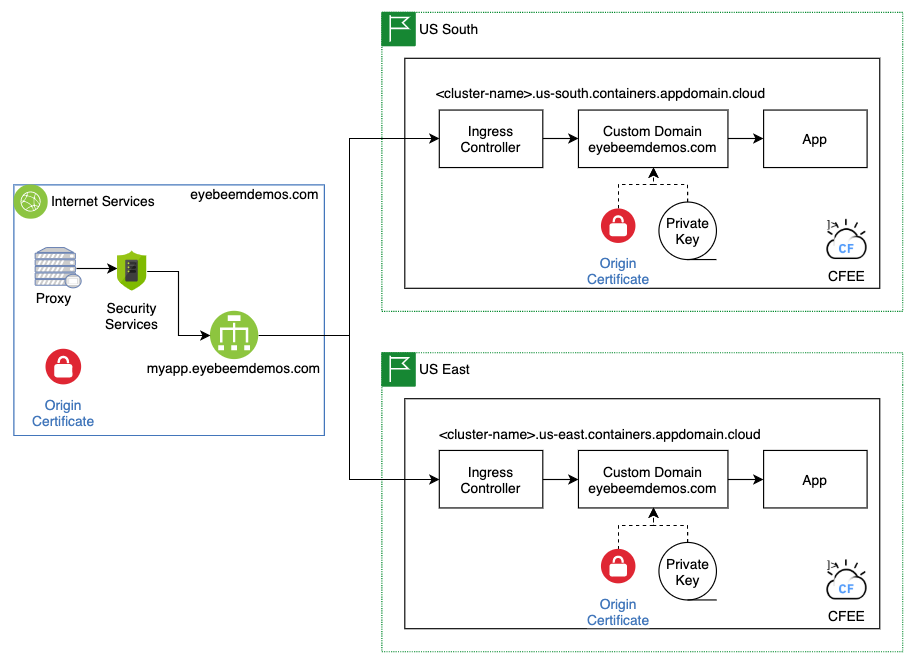 US South
<cluster-name>.us-south.containers.appdomain.cloud
Ingress
Controller
Custom Domain
eyebeemdemos.com
App
Private
Key
Origin
Certificate
CF
CFEE
Internet Services
eyebeemdemos.com
Proxy
Security
Services
myapp.eyebeemdemos.com
Origin
Certificate
US East
<cluster-name>.us-east.containers.appdomain.cloud
Ingress
Controller
Custom Domain
eyebeemdemos.com
App
Private
Key
Origin
Certificate
CF
CFEE